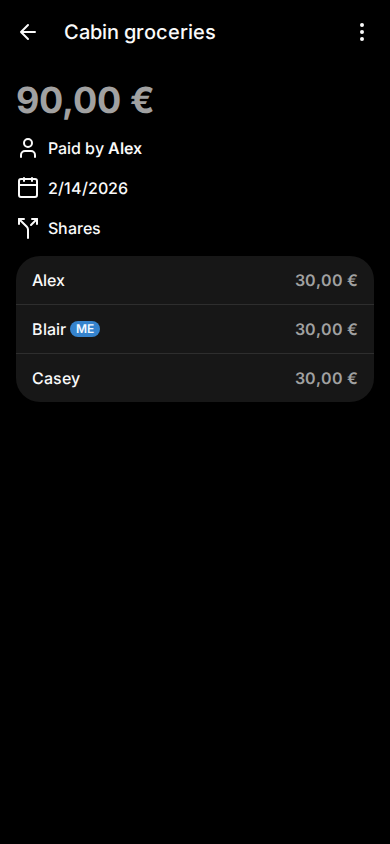 Cabin groceries
90,00 €
Paid by Alex
2/14/2026
Shares
Alex 30,00 €
Blair ME 30,00 €
Casey 30,00 €